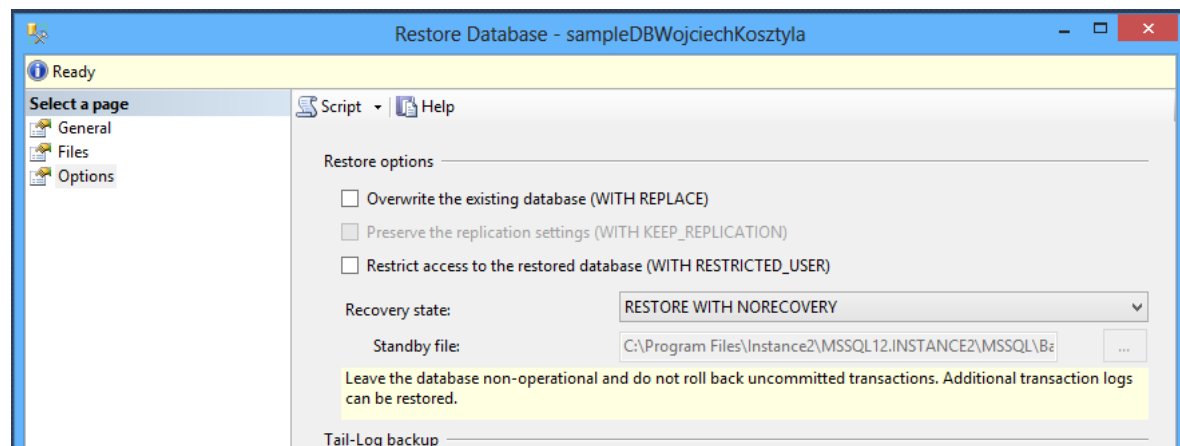 Restore Database - sampleDBWojciechKosztyla
Ready
Select a page
General
Files
Options
Script
Help
Restore options
Overwrite the existing database (WITH REPLACE)
Preserve the replication settings (WITH KEEP_REPLICATION)
Restrict access to the restored database (WITH RESTRICTED_USER)
Recovery state:
RESTORE WITH NORECOVERY
Standby file:
C:\Program Files\Instance2\MSSQL12.INSTANCE2\MSSQL\Ba
...
Leave the database non-operational and do not roll back uncommitted transactions. Additional transaction logs
can be restored.
Tail-Log backup